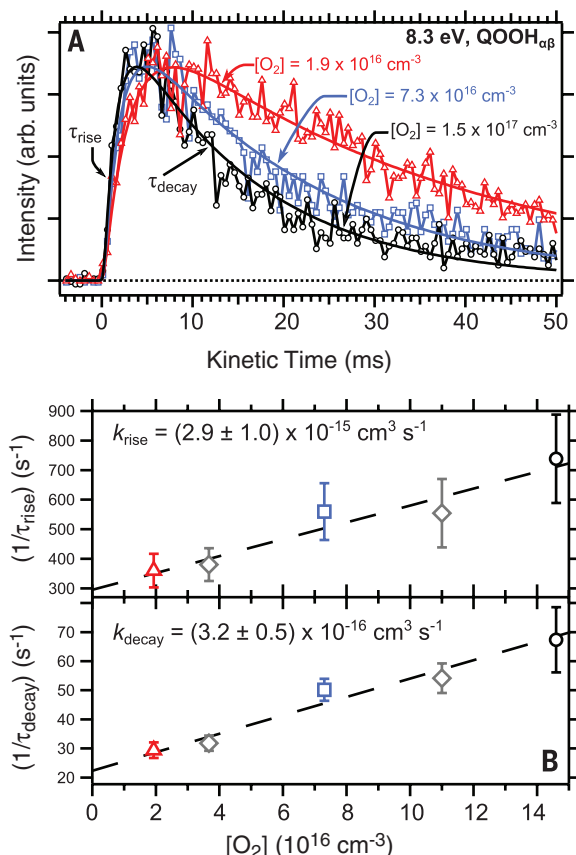 A
8.3 eV, QOOHαβ
[O2] = 1.9 x 10^16 cm^-3
[O2] = 7.3 x 10^16 cm^-3
[O2] = 1.5 x 10^17 cm^-3
τrise
τdecay
Intensity (arb. units)
0 10 20 30 40 50
Kinetic Time (ms)
900
800
700
600
500
400
300
krise = (2.9 ± 1.0) x 10^-15 cm^3 s^-1
(1/τrise) (s^-1)
70
60
50
40
30
20
kdecay = (3.2 ± 0.5) x 10^-16 cm^3 s^-1
(1/τdecay) (s^-1)
B
0 2 4 6 8 10 12 14
[O2] (10^16 cm^-3)